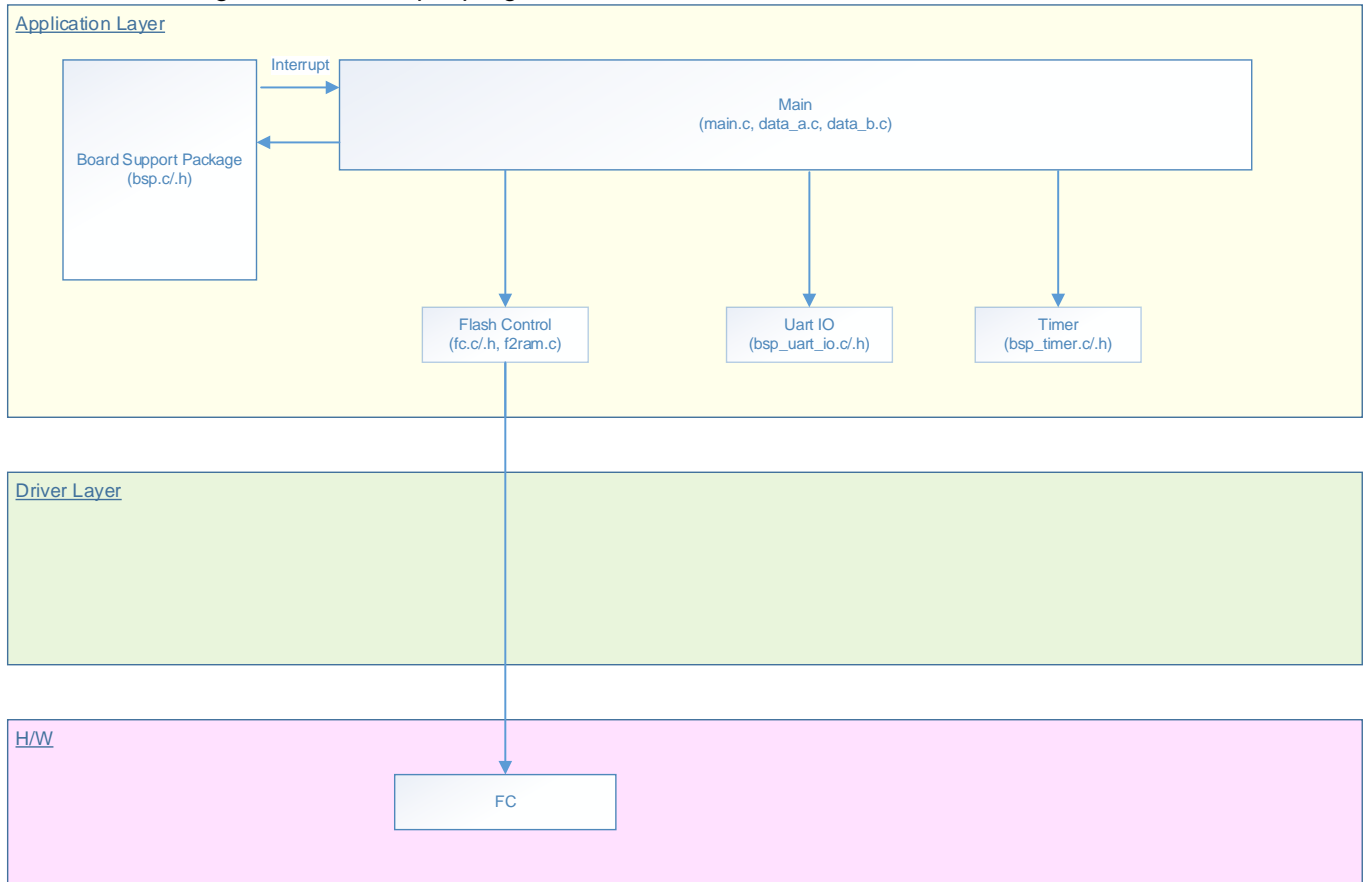 Application Layer
Interrupt
Main
(main.c, data_a.c, data_b.c)
Board Support Package
(bsp.c/.h)
Flash Control
(fc.c/.h, f2ram.c)
Uart IO
(bsp_uart_io.c/.h)
Timer
(bsp_timer.c/.h)
Driver Layer
H/W
FC